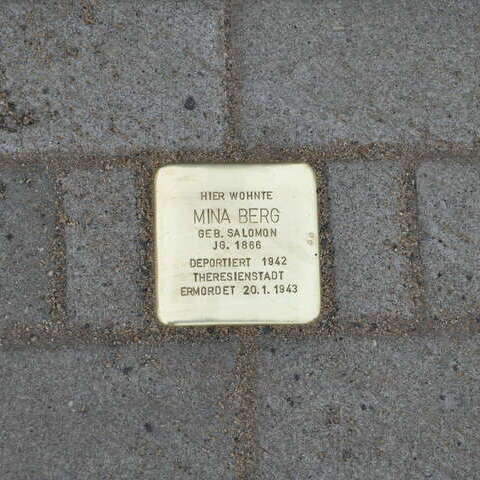 HIER WOHNTE
MINA BERG
GEB. SALOMON
JG. 1866
DEPORTIERT 1942
THERESIENSTADT
ERMORDET 20.1.1943